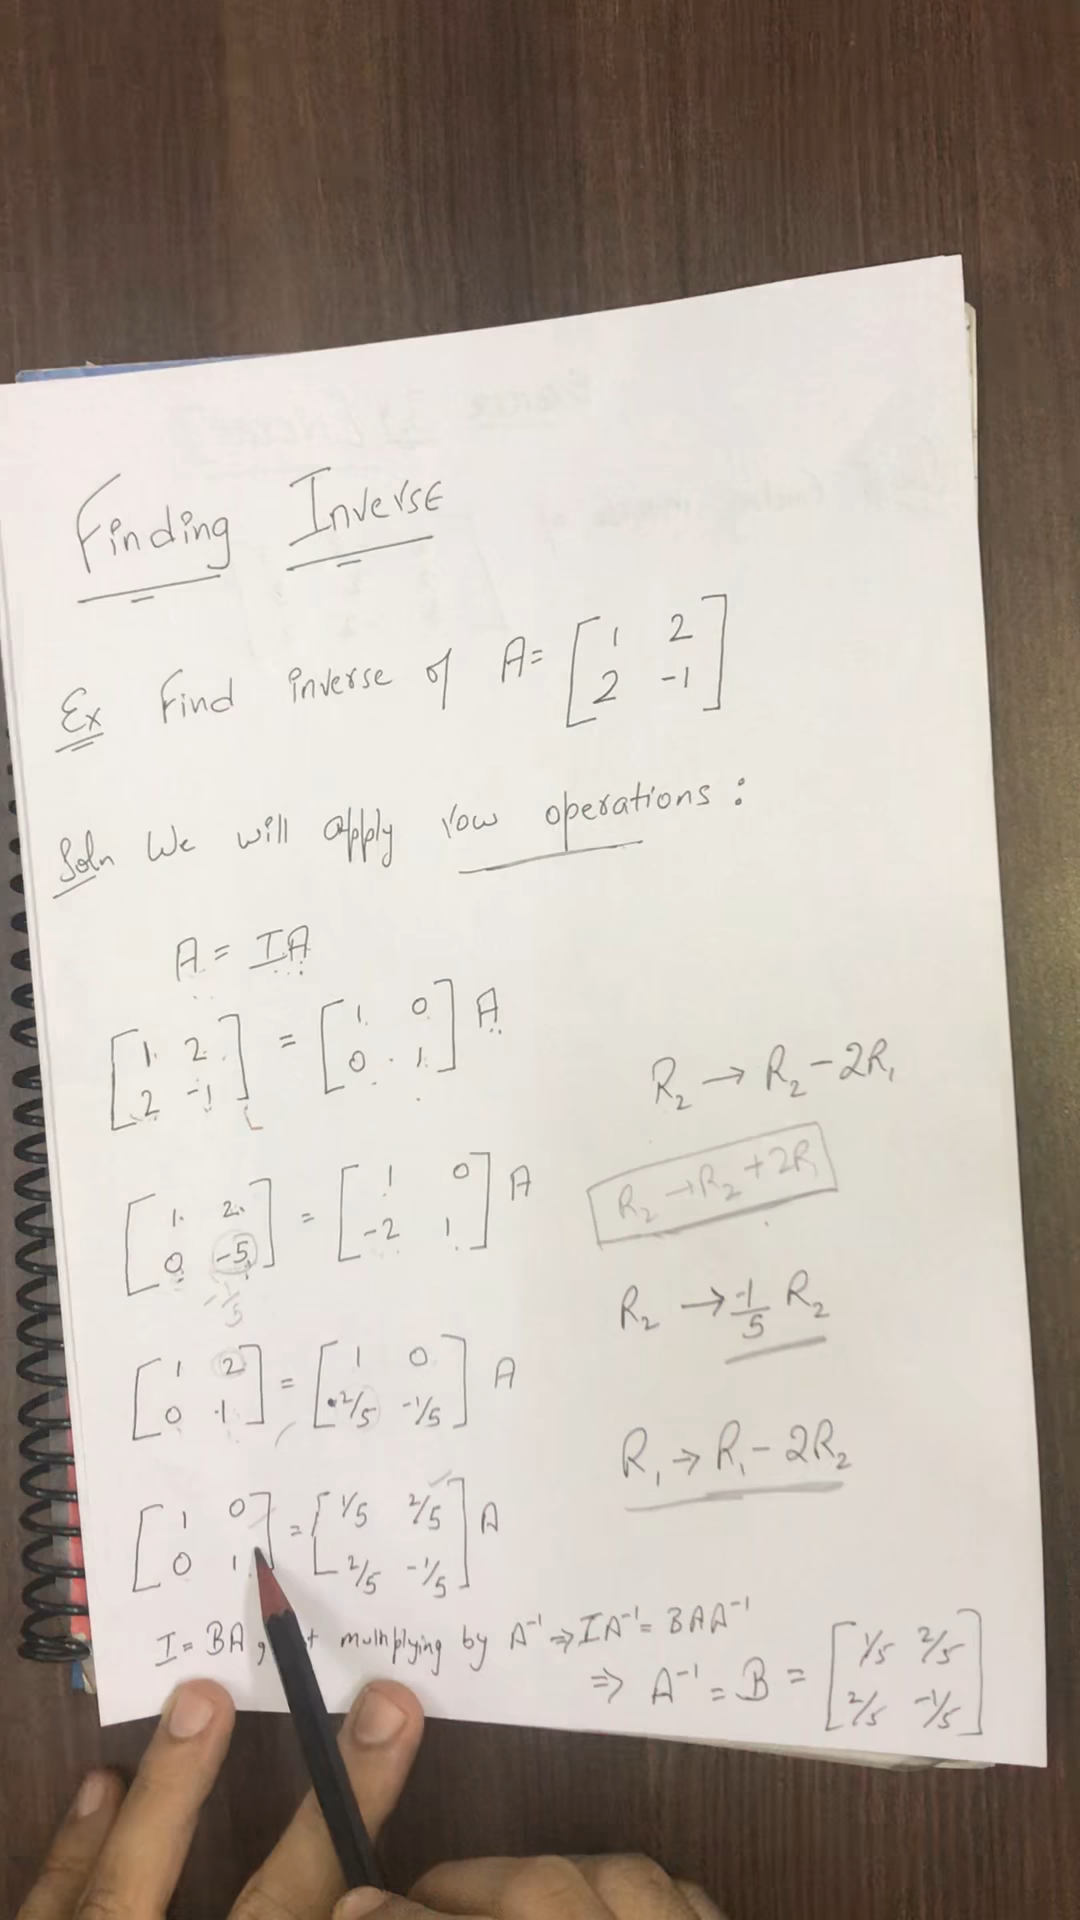 Finding Inverse
Ex Find inverse of A = [1 2; 2 -1]
Soln We will apply row operations :
A = IA
[1 2; 2 -1] = [1 0; 0 1] A
R₂ → R₂ - 2R₁
[1 2; 0 -5] = [1 0; -2 1] A
R₂ → R₂ + 2R₁
-1/5
R₂ → -1/5 R₂
[1 2; 0 1] = [1 0; 2/5 -1/5] A
R₁ → R₁ - 2R₂
[1 0; 0 1] = [1/5 2/5; 2/5 -1/5] A
I = BA, multiplying by A⁻¹ ⇒ IA⁻¹ = BAA⁻¹
⇒ A⁻¹ = B = [1/5 2/5; 2/5 -1/5]